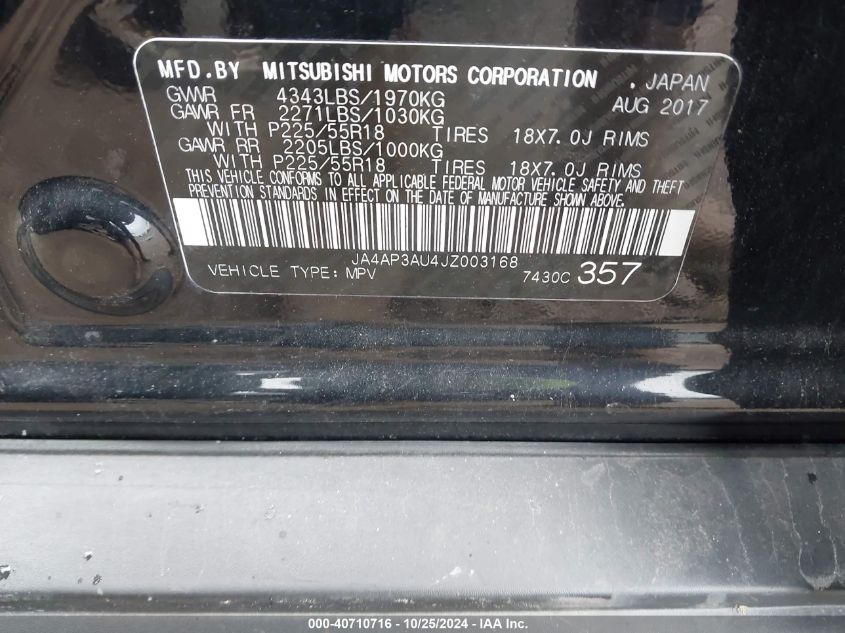 MFD.BY MITSUBISHI MOTORS CORPORATION , JAPAN
GVWR 4343LBS/1970KG AUG 2017
GAWR FR 2271LBS/1030KG
WITH P225/55R18 TIRES 18X7.0J RIMS
GAWR RR 2205LBS/1000KG
WITH P225/55R18 TIRES 18X7.0J RIMS
THIS VEHICLE CONFORMS TO ALL APPLICABLE FEDERAL MOTOR VEHICLE SAFETY AND THEFT
PREVENTION STANDARDS IN EFFECT ON THE DATE OF MANUFACTURE SHOWN ABOVE.
JA4AP3AU4JZ003168
VEHICLE TYPE: MPV 7430C 357
000-40710716 - 10/25/2024 - IAA Inc.